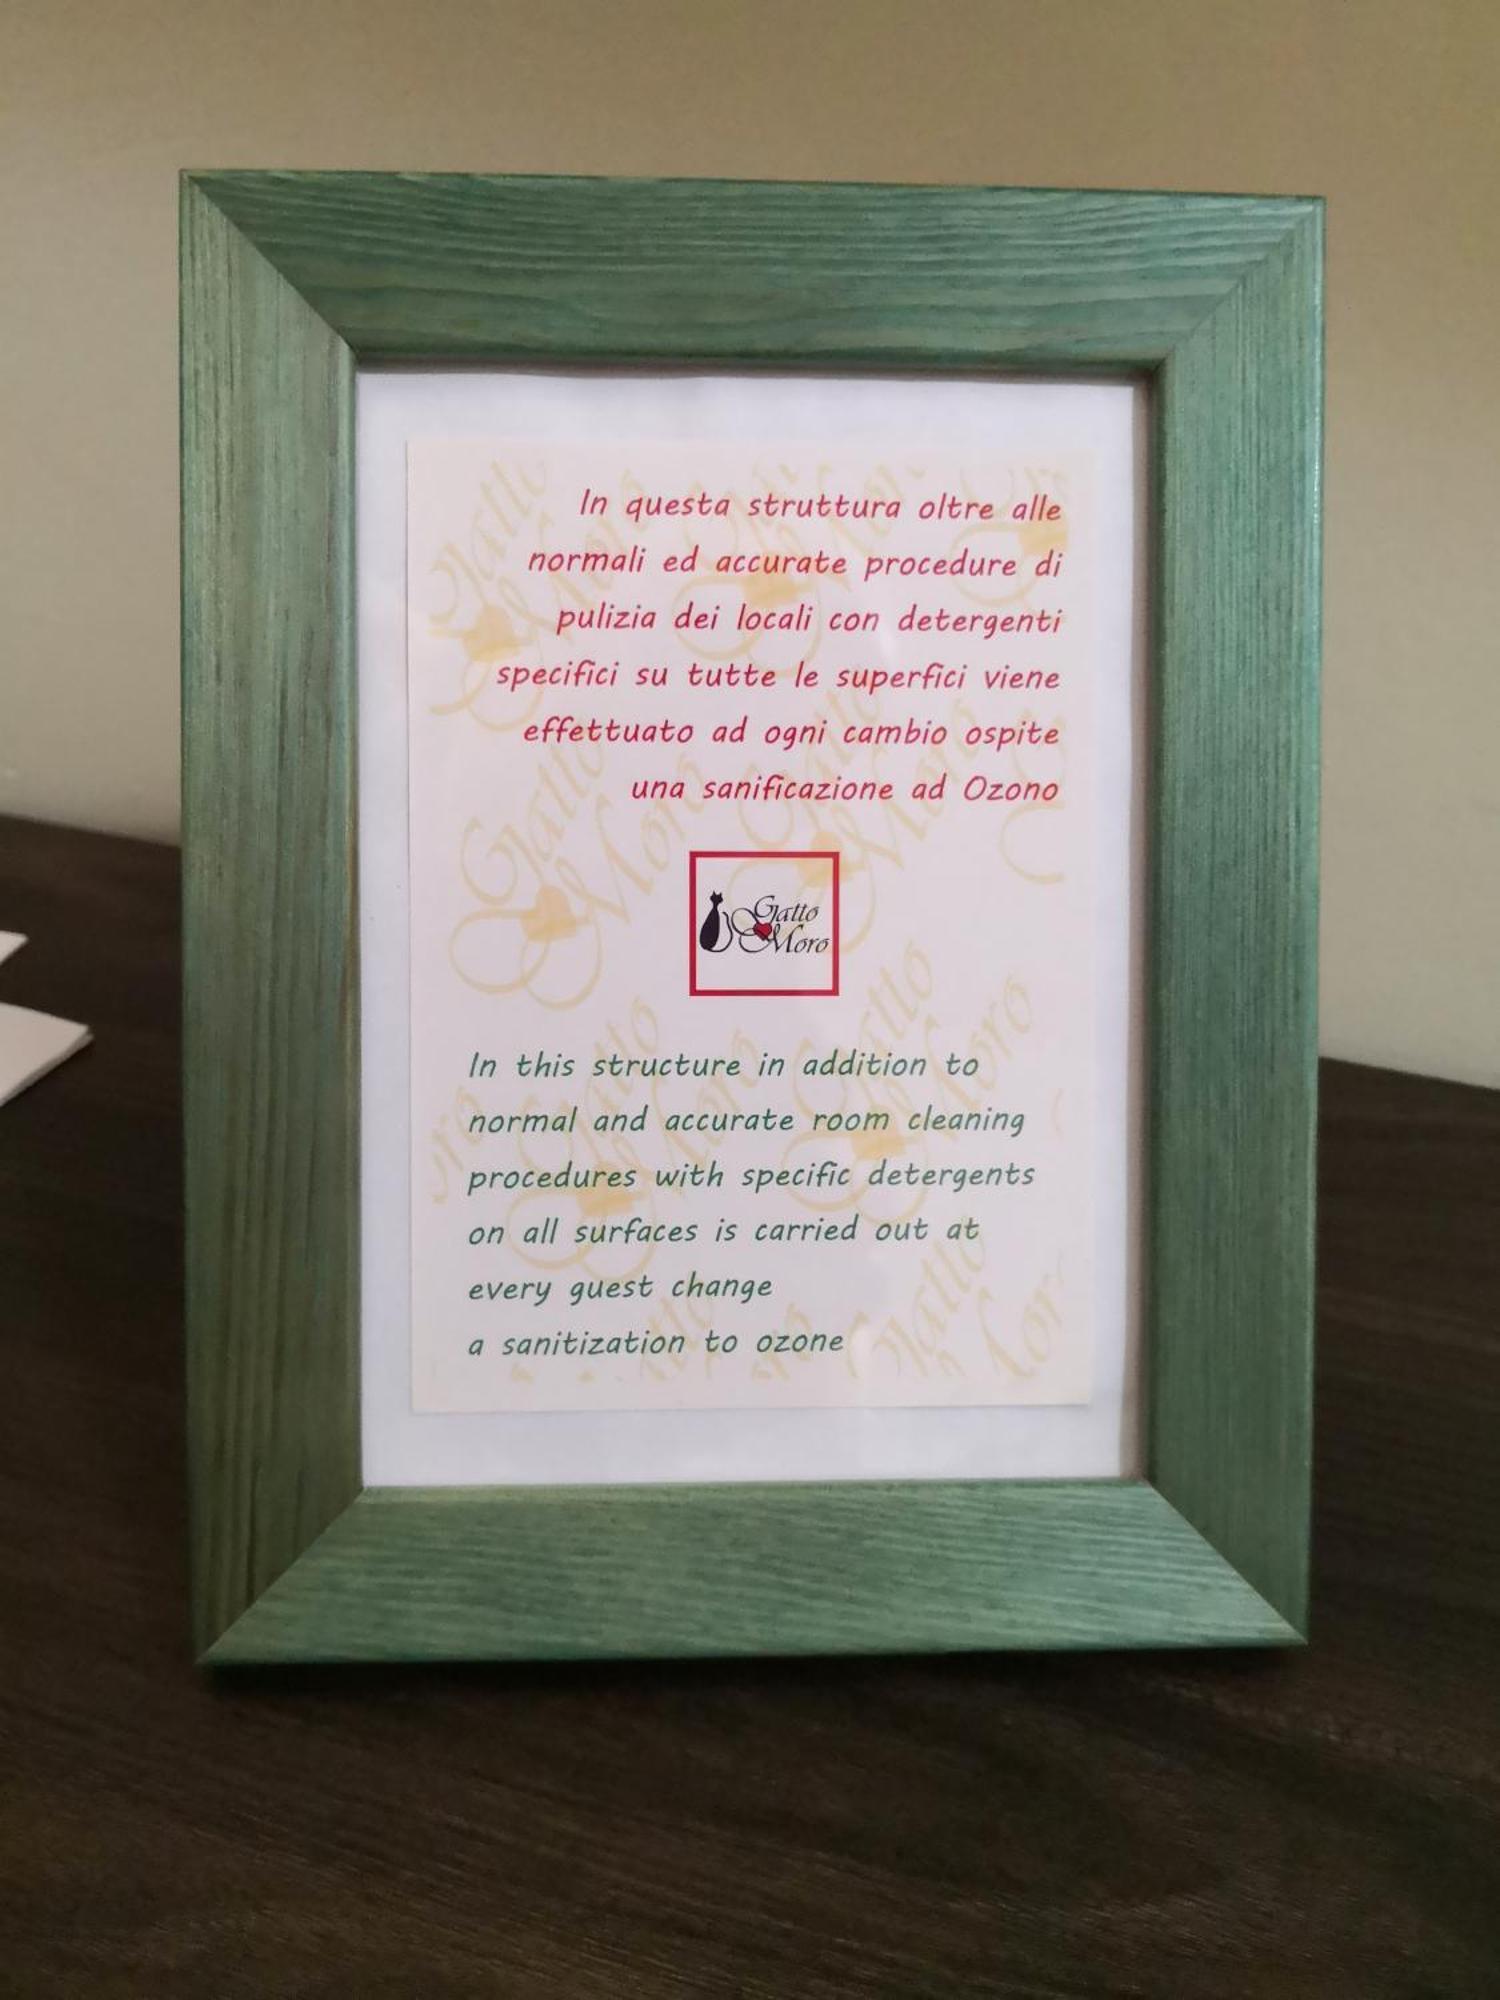 In questa struttura oltre alle
normali ed accurate procedure di
pulizia dei locali con detergenti
specifici su tutte le superfici viene
effettuato ad ogni cambio ospite
una sanificazione ad Ozono
Gatto
Moro
In this structure in addition to
normal and accurate room cleaning
procedures with specific detergents
on all surfaces is carried out at
every guest change
a sanitization to ozone